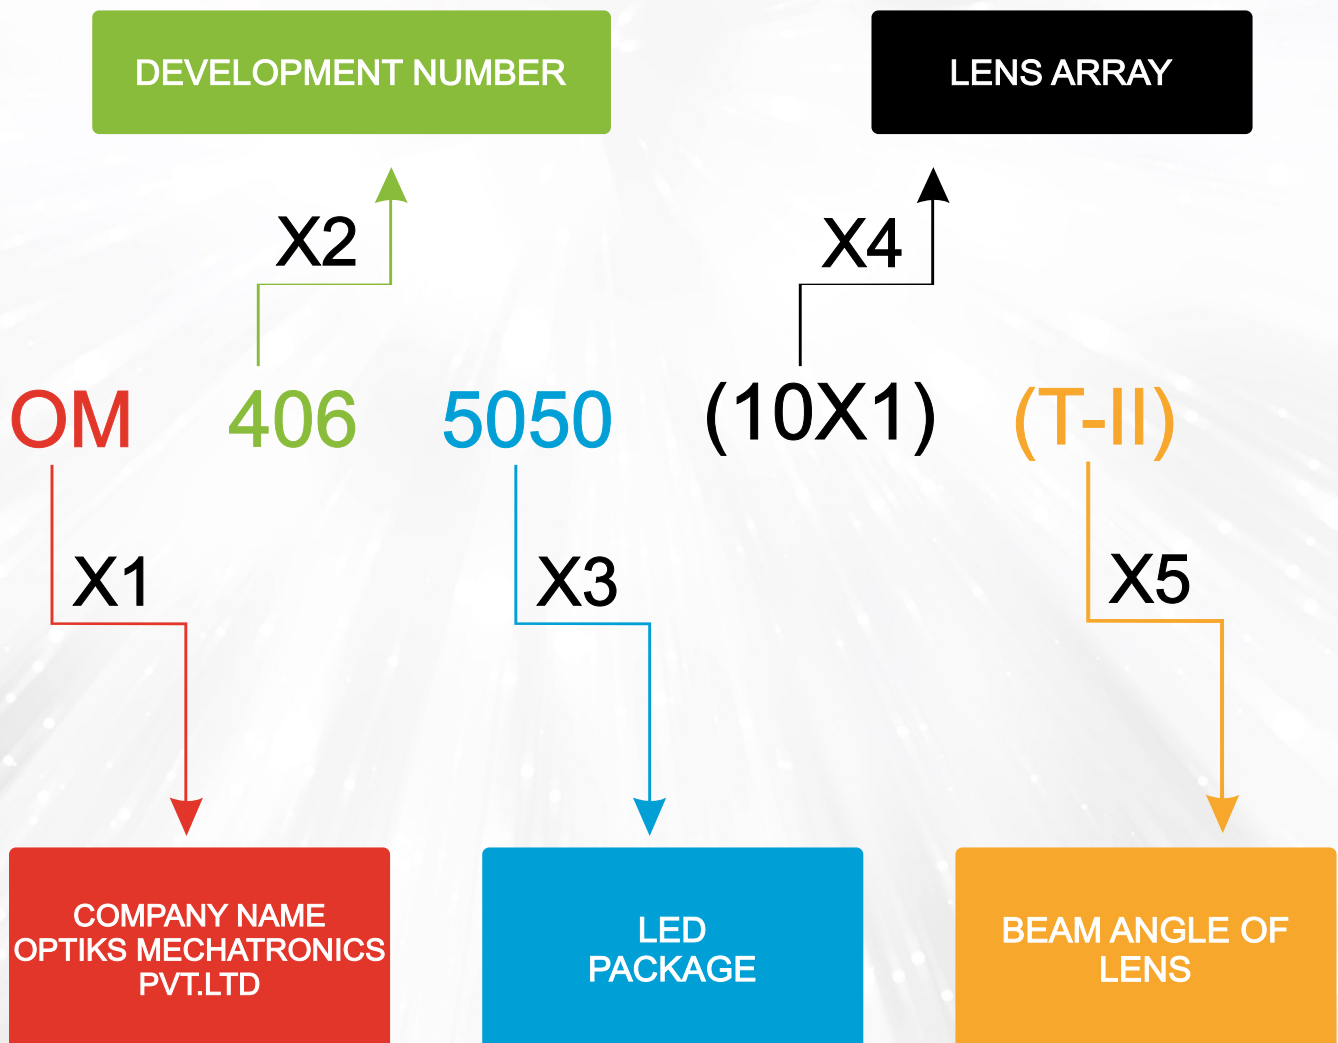 DEVELOPMENT NUMBER
LENS ARRAY
X2
X4
OM 406 5050 (10X1) (T-II)
X1
X3
X5
COMPANY NAME
OPTIKS MECHATRONICS
PVT.LTD
LED
PACKAGE
BEAM ANGLE OF
LENS